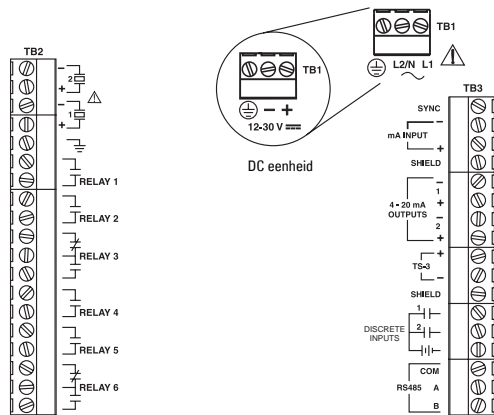 TB2
-
2
+
-
1
+
RELAY 1
RELAY 2
RELAY 3
RELAY 4
RELAY 5
RELAY 6
TB1
- +
12-30 V
DC eenheid
TB1
L2/N L1
TB3
SYNC
-
mA INPUT
+
SHIELD
-
1
+
4 - 20 mA
OUTPUTS
-
2
+
+
TS-3
-
SHIELD
1
2
DISCRETE
INPUTS
COM
RS485 A
B